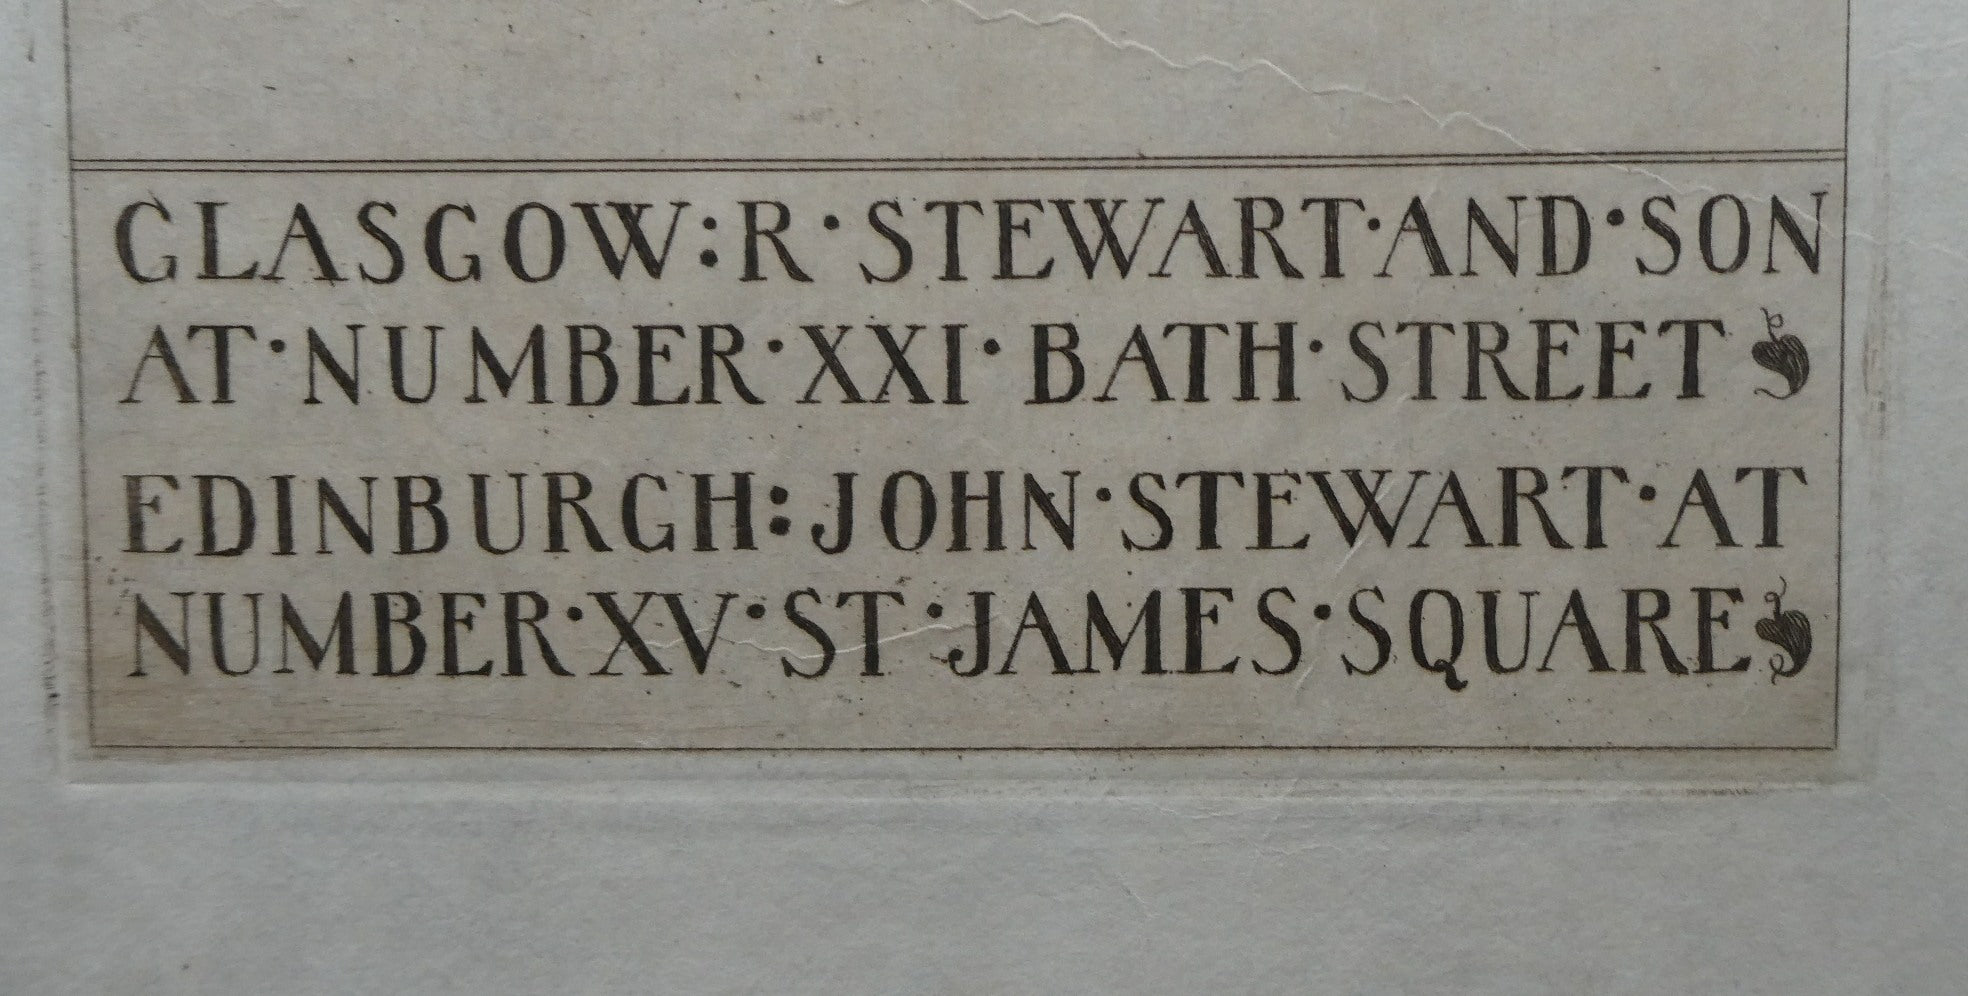 GLASGOW:R·STEWART·AND·SON
AT·NUMBER·XXI·BATH·STREET❧
EDINBURGH:JOHN·STEWART·AT
NUMBER·XV·ST·JAMES·SQUARE❧